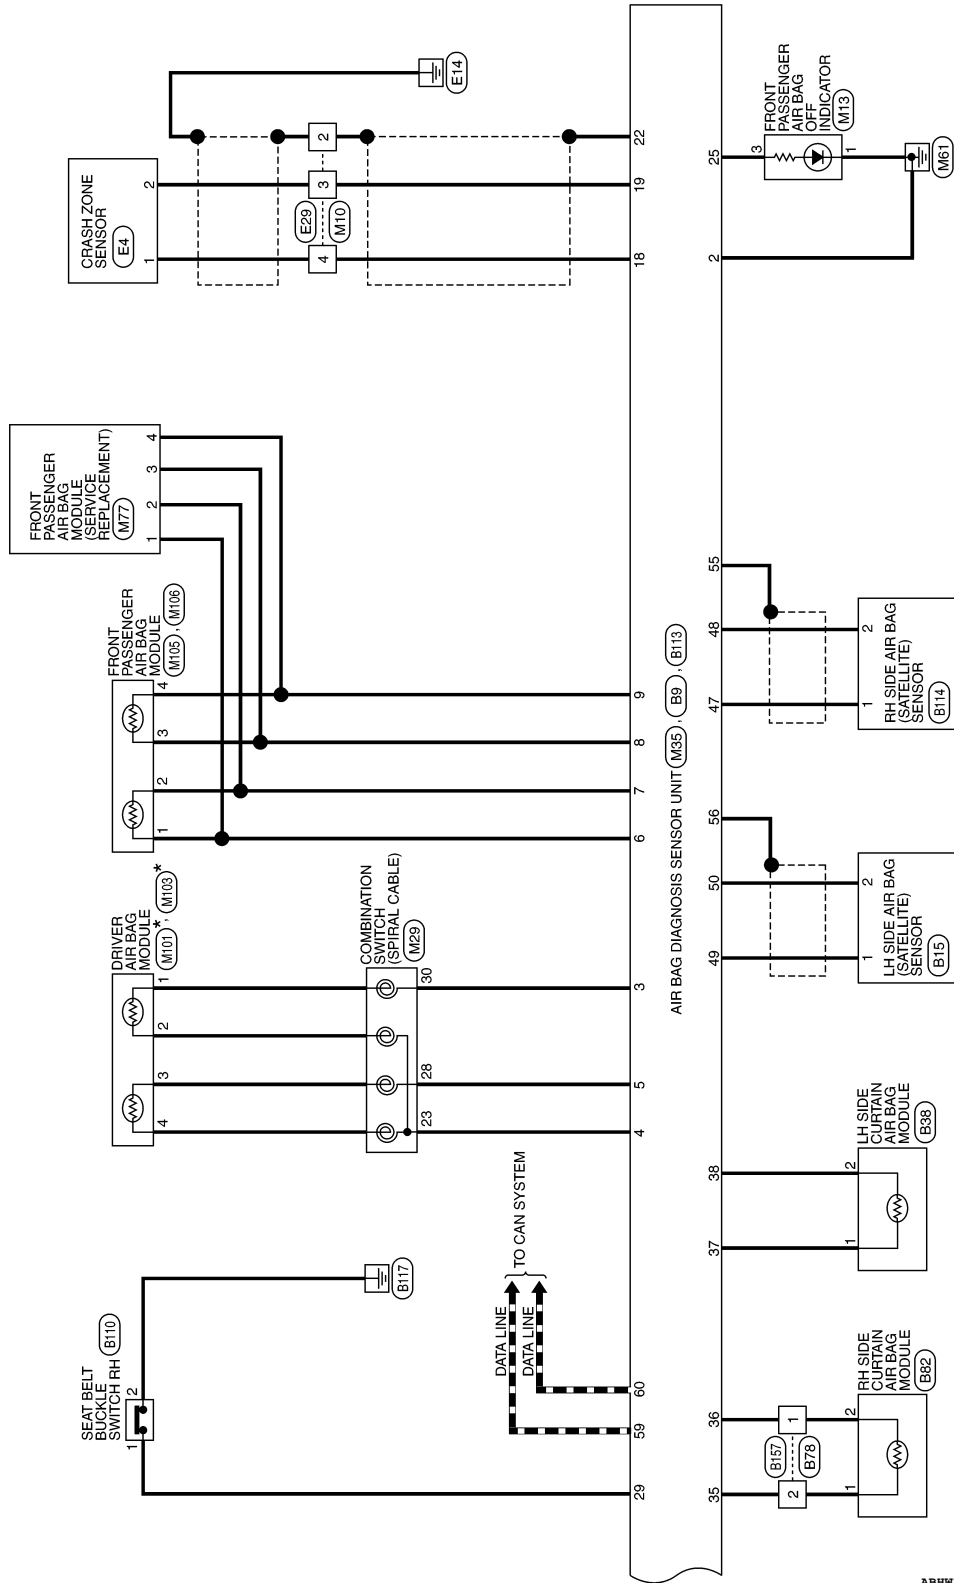 SEAT BELT
BUCKLE
SWITCH RH
B110
1
2
B117
DATA LINE
DATA LINE
TO CAN SYSTEM
DRIVER
AIR BAG
MODULE
M101 * , M103 *
4
3
2
1
COMBINATION
SWITCH
(SPIRAL CABLE)
M29
23
28
30
FRONT
PASSENGER
AIR BAG
MODULE
M105 , M106
1
2
3
4
FRONT
PASSENGER
AIR BAG
MODULE
(SERVICE
REPLACEMENT)
M77
1
2
3
4
CRASH ZONE
SENSOR
E4
1
2
4
3
2
E29
M10
E14
29
59
60
4
5
3
6
7
8
9
18
19
22
AIR BAG DIAGNOSIS SENSOR UNIT M35 , B9 , B113
35
36
37
38
49
50
56
47
48
55
2
25
2
1
B157
B78
1
2
RH SIDE
CURTAIN
AIR BAG
MODULE
B82
1
2
LH SIDE
CURTAIN
AIR BAG
MODULE
B38
1
2
LH SIDE AIR BAG
(SATELLITE)
SENSOR
B15
1
2
RH SIDE AIR BAG
(SATELLITE)
SENSOR
B114
3
1
FRONT
PASSENGER
AIR BAG
OFF
INDICATOR
M13
M61